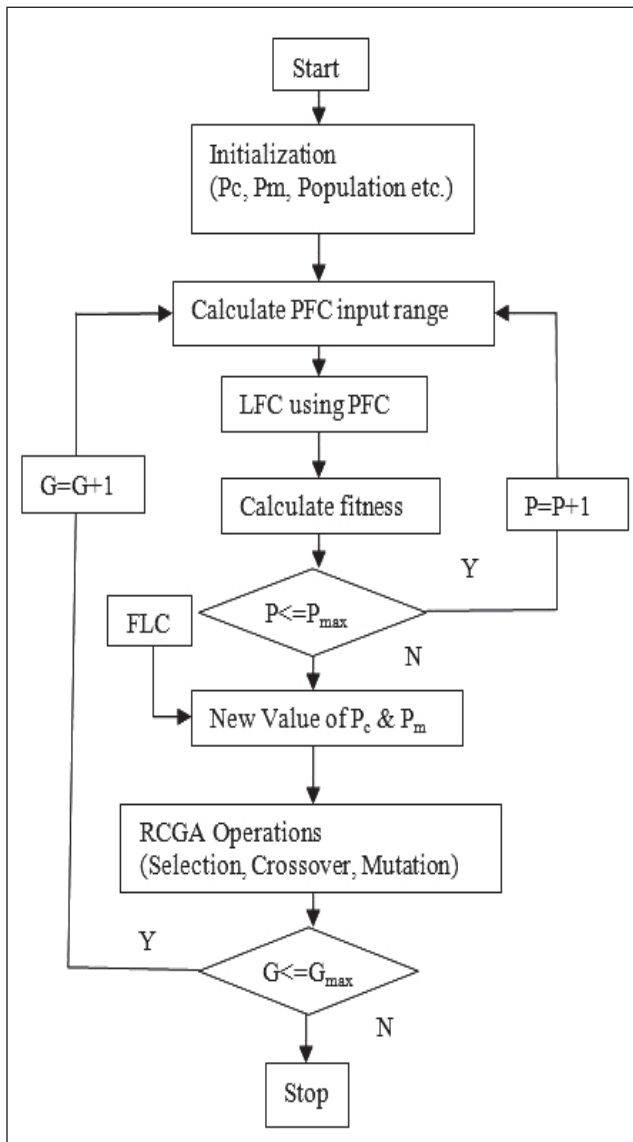 Start
Initialization
(Pc, Pm, Population etc.)
Calculate PFC input range
LFC using PFC
G=G+1
Calculate fitness
P=P+1
Y
P<=Pmax
FLC
N
New Value of Pc & Pm
RCGA Operations
(Selection, Crossover, Mutation)
Y
G<=Gmax
N
Stop